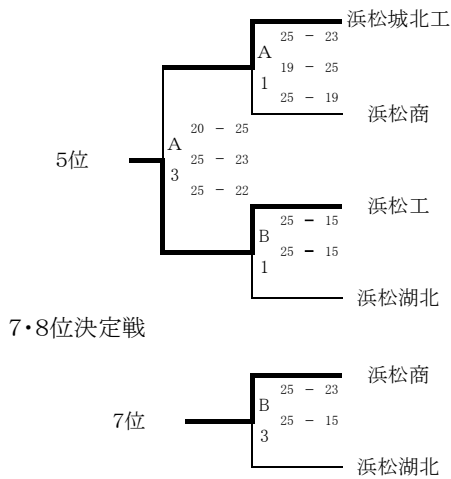 浜松城北工
25 － 23
A 19 － 25
1
25 － 19
浜松商
20 － 25
A
5位 25 － 23
3
25 － 22
浜松工
25 － 15
B
25 － 15
1
浜松湖北
7・8位決定戦
浜松商
25 － 23
B
7位 25 － 15
3
浜松湖北